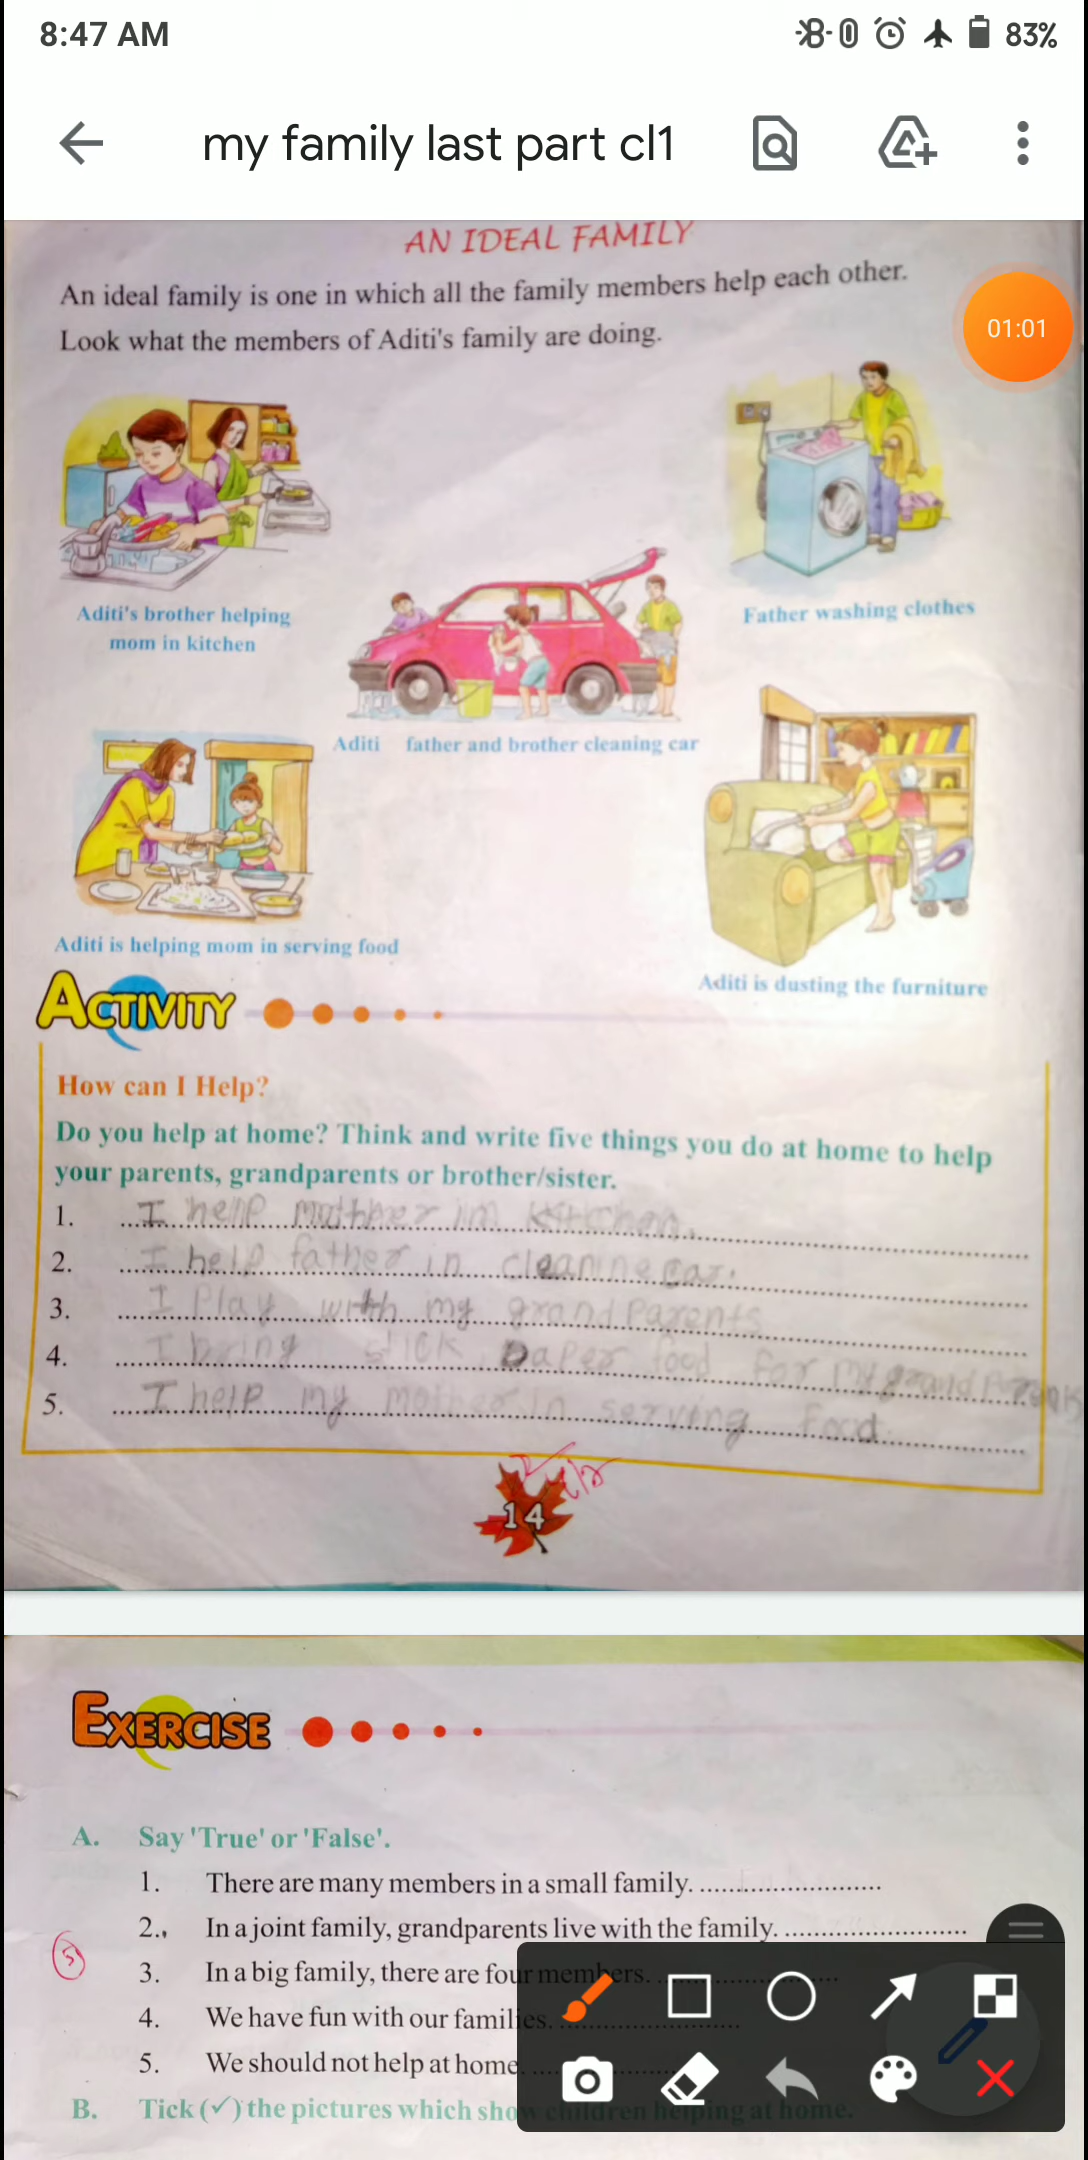 8:47 AM
83%
my family last part cl1
AN IDEAL FAMILY
An ideal family is one in which all the family members help each other.
Look what the members of Aditi's family are doing.
01:01
Aditi's brother helping
mom in kitchen
Father washing clothes
Aditi father and brother cleaning car
Aditi is helping mom in serving food
Aditi is dusting the furniture
ACTIVITY
How can I Help?
Do you help at home? Think and write five things you do at home to help
your parents, grandparents or brother/sister.
1. I help mother im kitchen.
2. I help father in cleanine car.
3. I Play with my grandParents
4. I bring stick Paper food for my grand
5. I help my mother in serving food
14
EXERCISE
A. Say 'True' or 'False'.
1. There are many members in a small family.
2. In a joint family, grandparents live with the family.
5
3. In a big family, there are four members.
4. We have fun with our families.
5. We should not help at home.
B. Tick (✓) the pictures which show children helping at home.